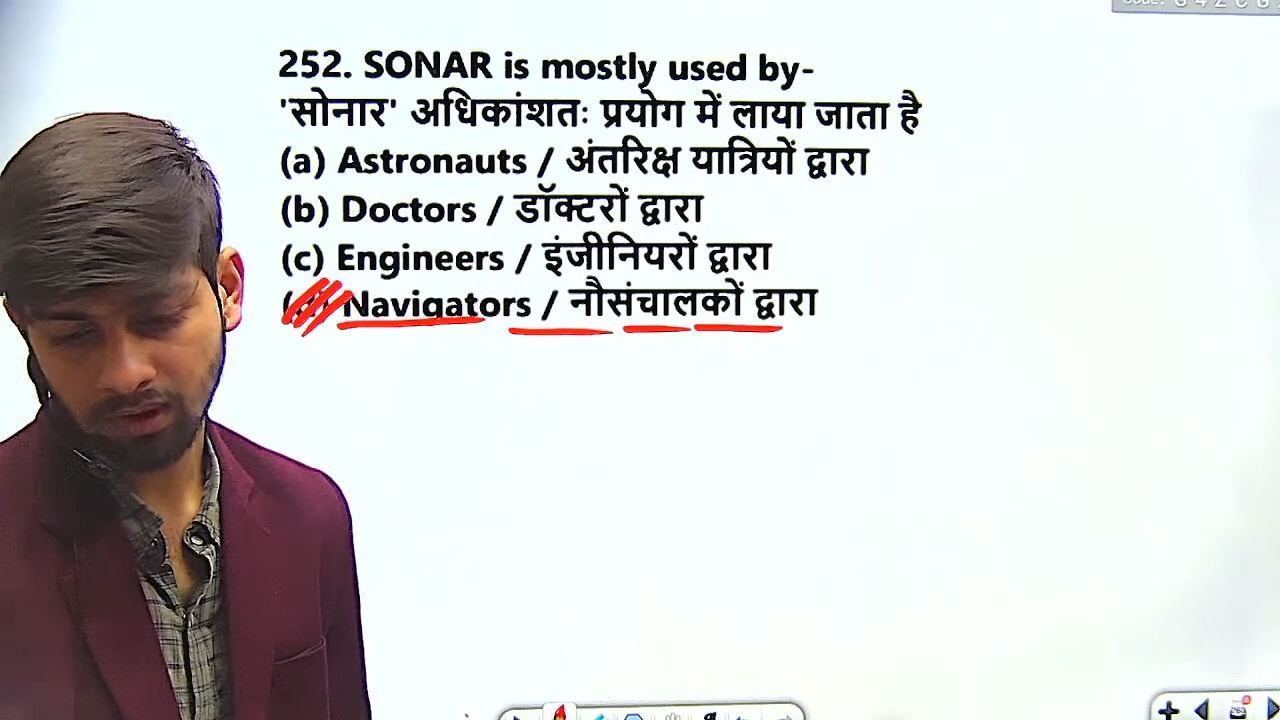 252. SONAR is mostly used by-
'सोनार' अधिकांशतः प्रयोग में लाया जाता है
(a) Astronauts / अंतरिक्ष यात्रियों द्वारा
(b) Doctors / डॉक्टरों द्वारा
(c) Engineers / इंजीनियरों द्वारा
Navigators / नौसंचालकों द्वारा